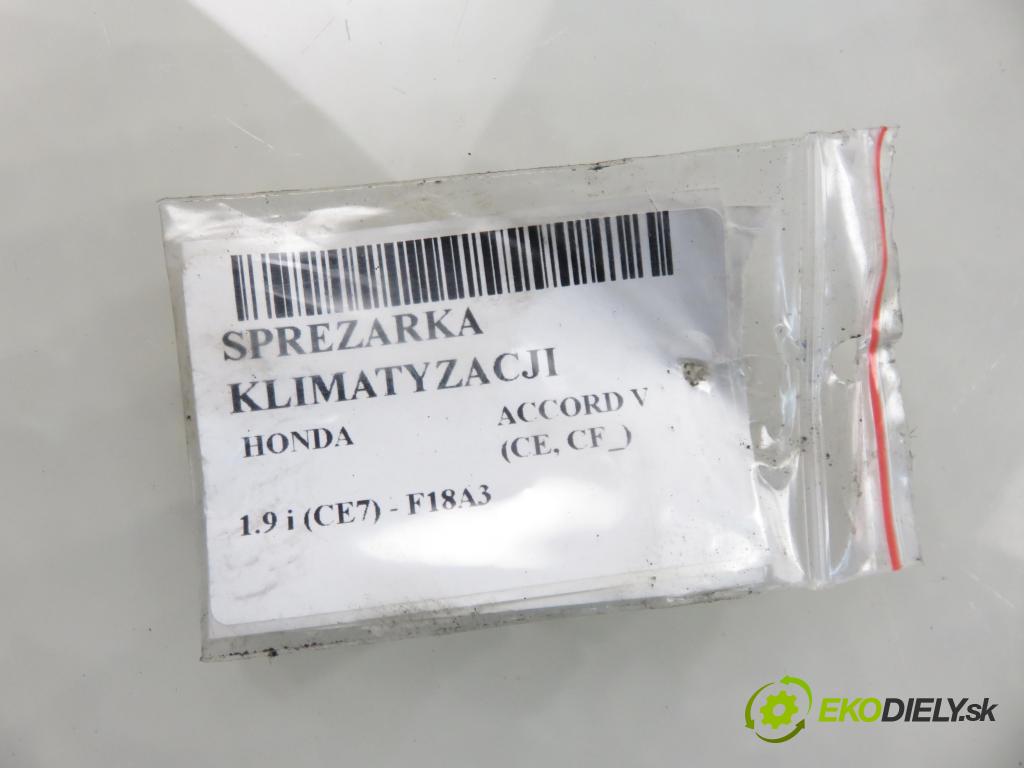 SPREZARKA
KLIMATYZACJI
HONDA
ACCORD V
(CE, CF_)
1.9 i (CE7) - F18A3
EKODIELY.sk